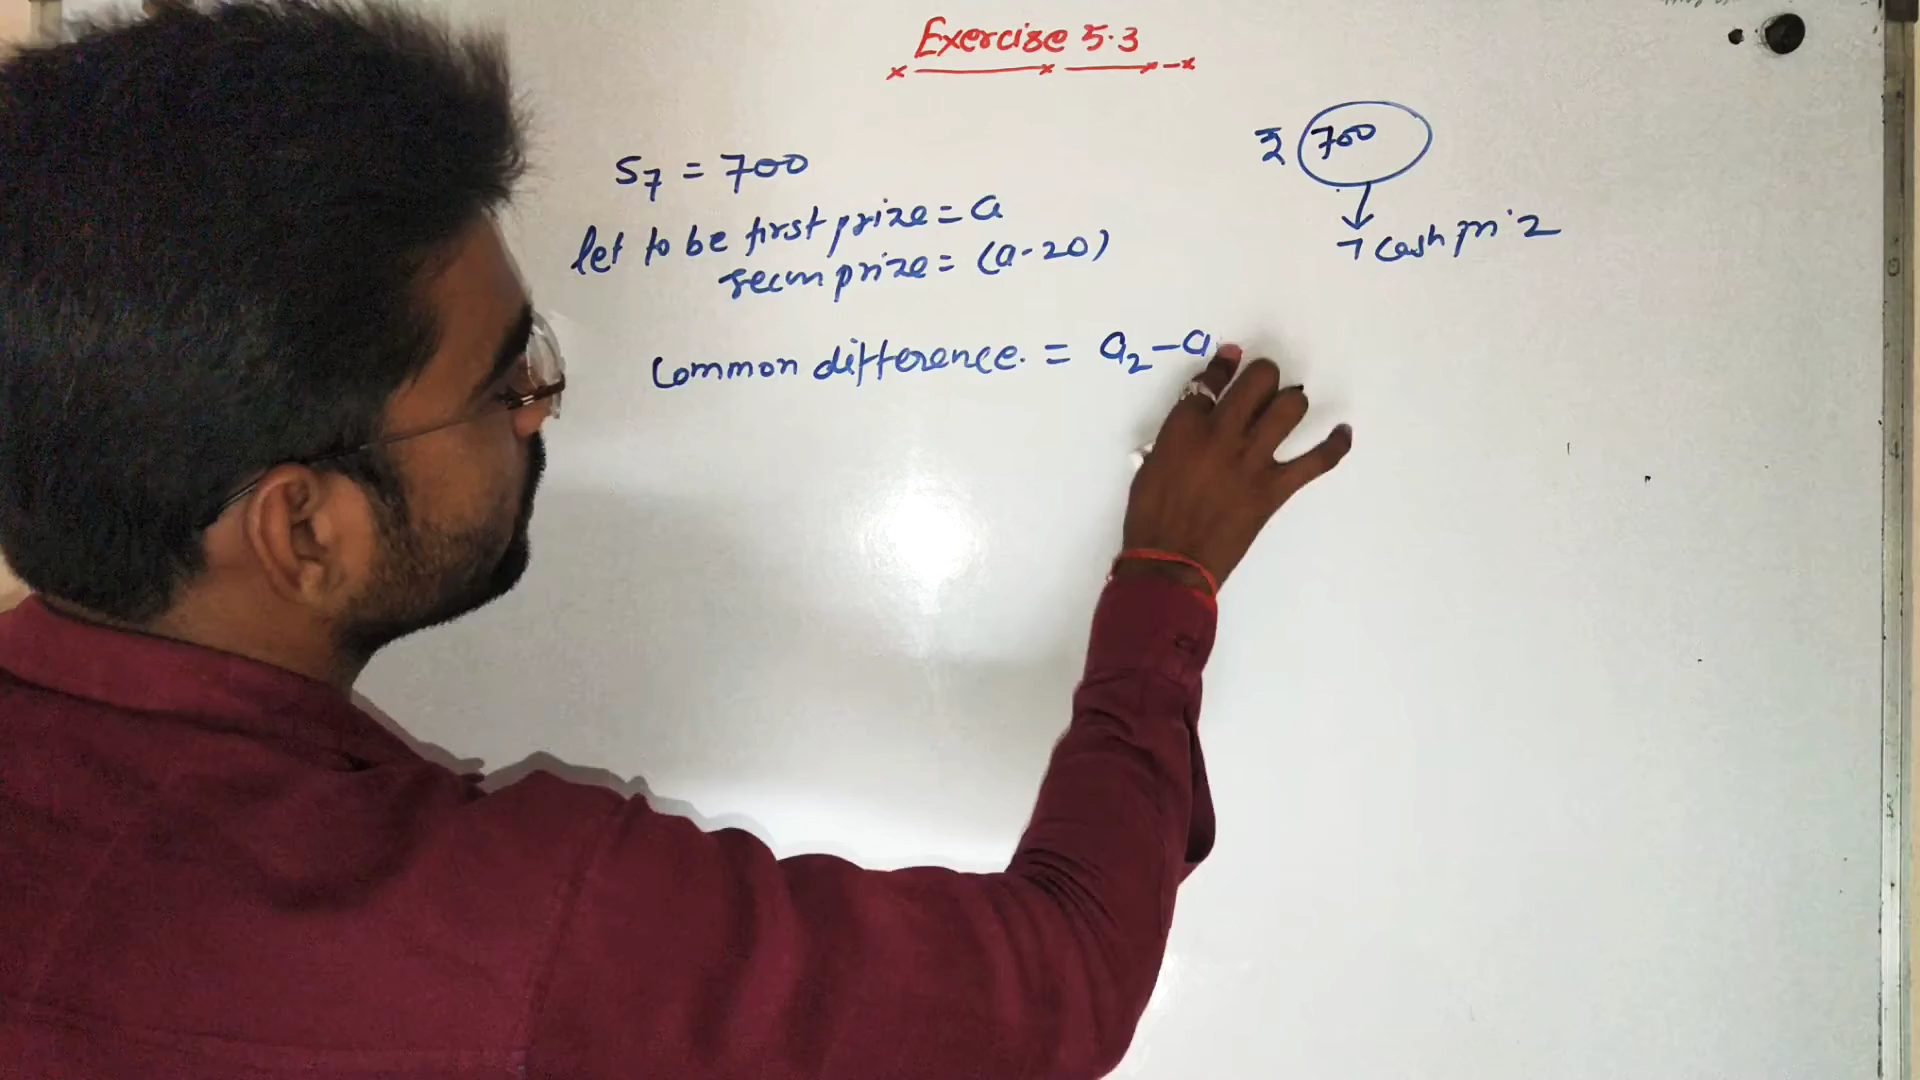 Exercise 5.3
S7 = 700
let to be first prize = a
secun prize = (a-20)
common difference. = a2-a
₹ 700
7 cash priz